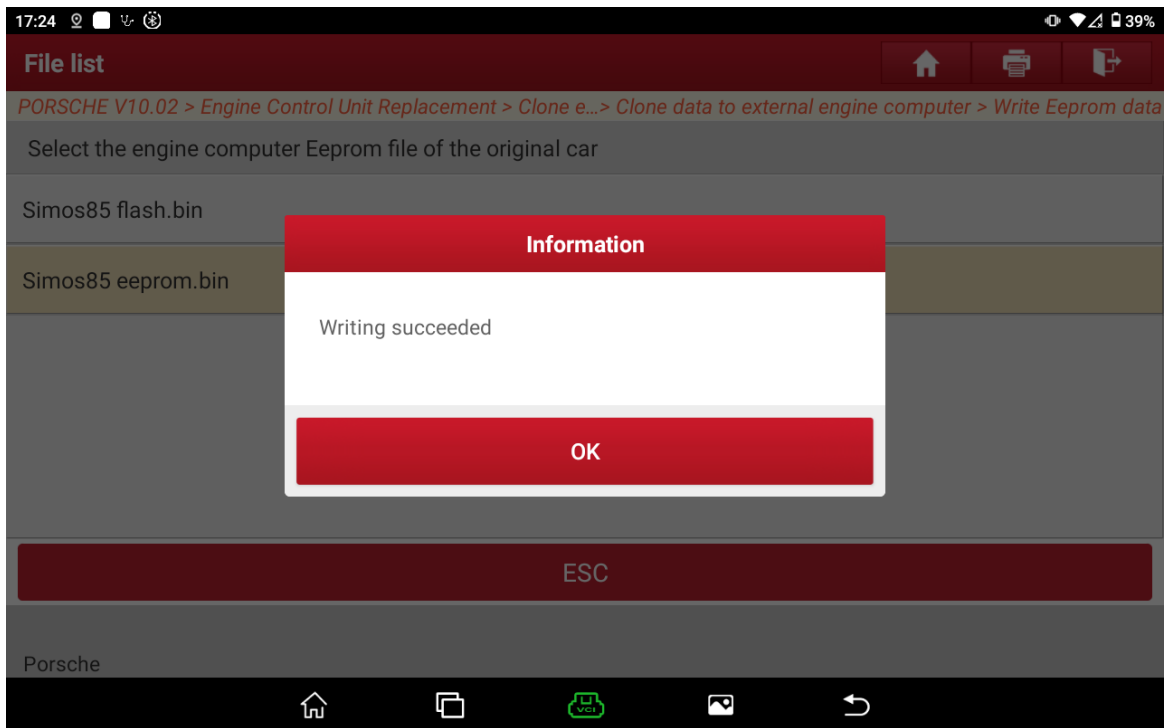 17:24 39%
File list
PORSCHE V10.02 > Engine Control Unit Replacement > Clone e...> Clone data to external engine computer > Write Eeprom data
Select the engine computer Eeprom file of the original car
Simos85 flash.bin
Information
Simos85 eeprom.bin
Writing succeeded
OK
ESC
Porsche
VCI